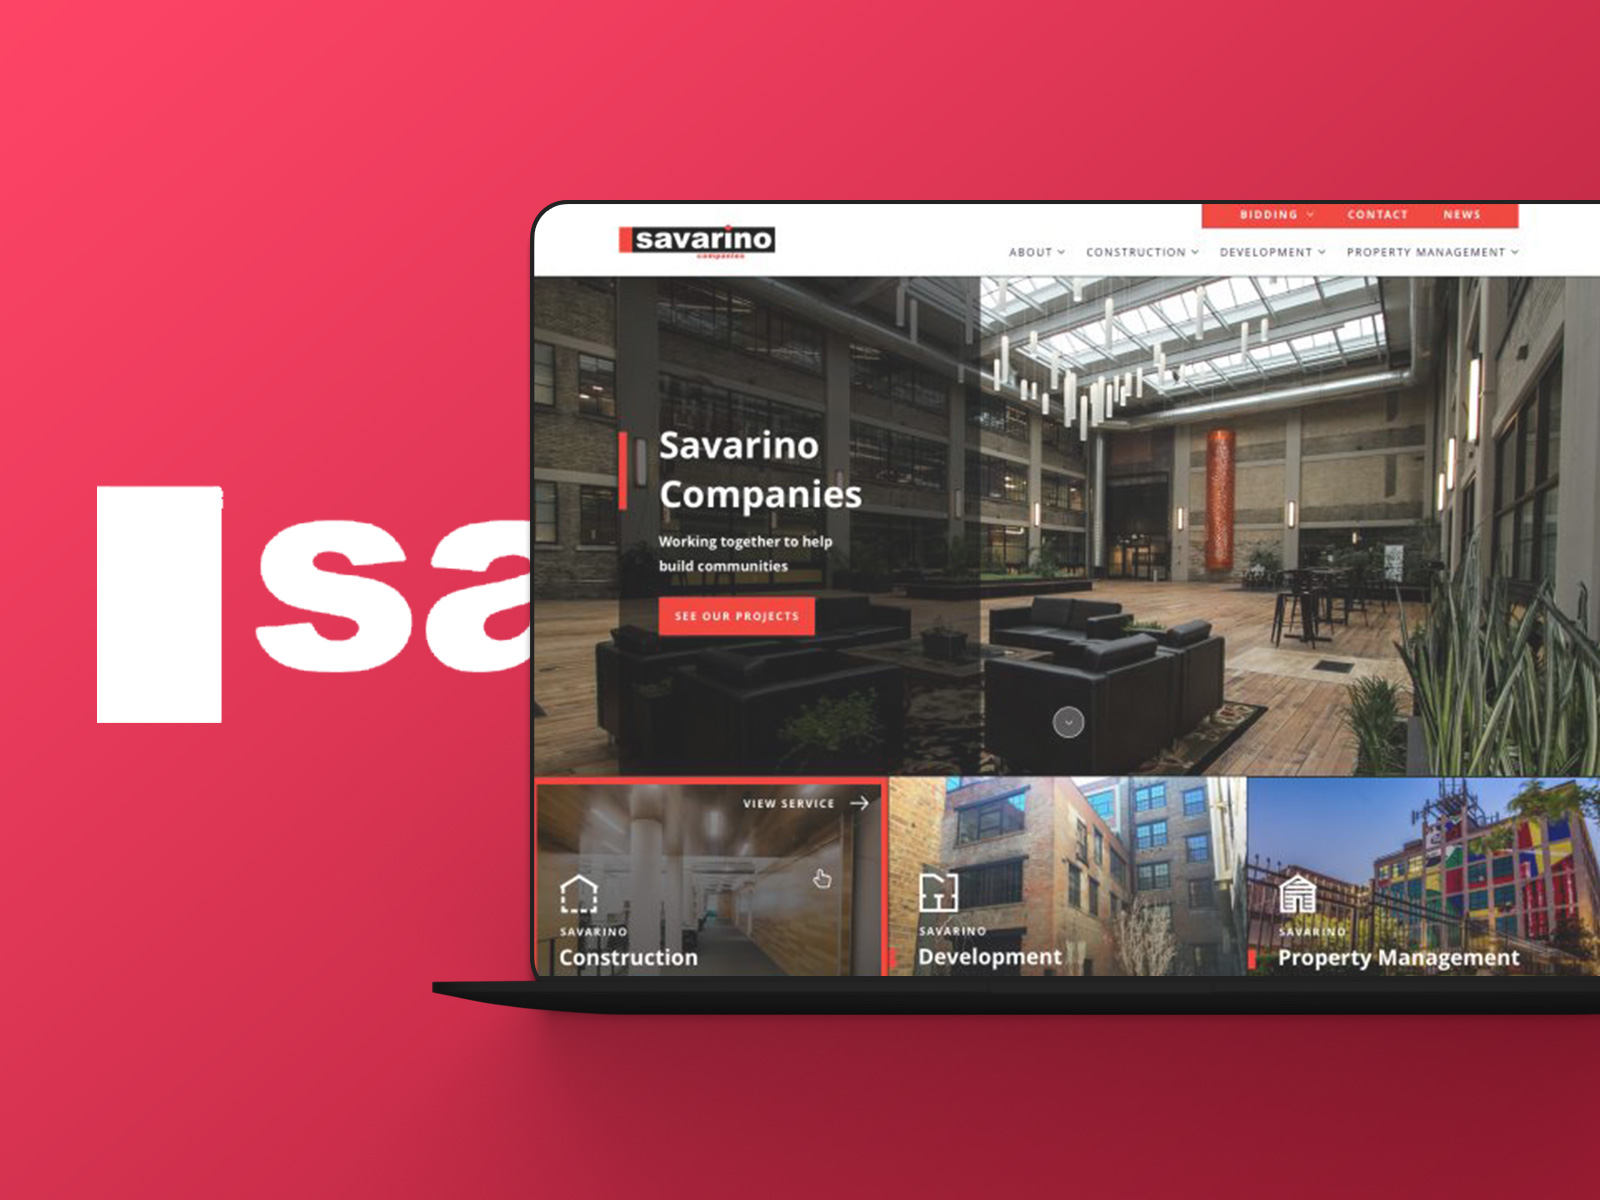 sa
savarino
companies
BIDDING CONTACT NEWS
ABOUT CONSTRUCTION DEVELOPMENT PROPERTY MANAGEMENT
Savarino
Companies
Working together to help
build communities
SEE OUR PROJECTS
VIEW SERVICE
SAVARINO
Construction
SAVARINO
Development
SAVARINO
Property Management